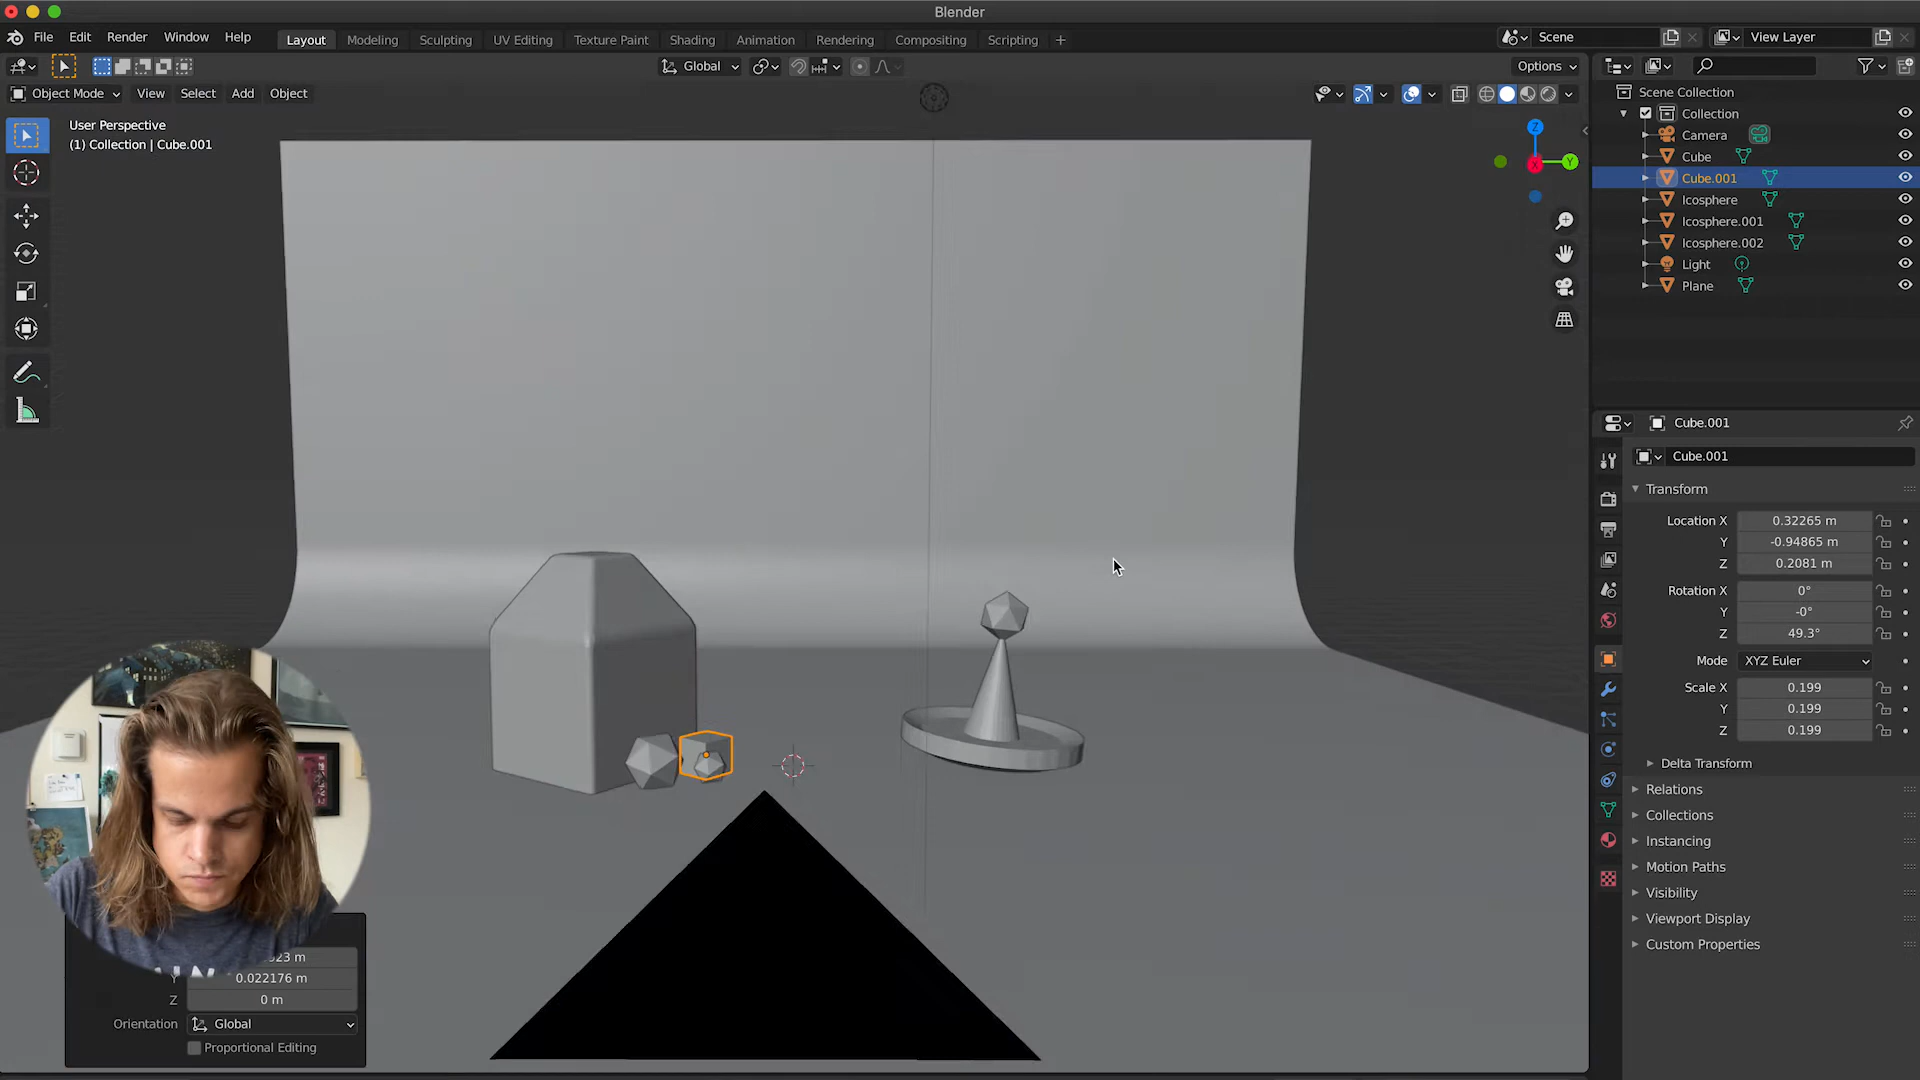 Blender
File Edit Render Window Help
Layout Modeling Sculpting UV Editing Texture Paint Shading Animation Rendering Compositing Scripting +
Scene
View Layer
Global
Options
Object Mode View Select Add Object
User Perspective
(1) Collection | Cube.001
Z
Y
X
Scene Collection
Collection
Camera
Cube
Cube.001
Icosphere
Icosphere.001
Icosphere.002
Light
Plane
Cube.001
Cube.001
Transform
Location X 0.32265 m
Y -0.94865 m
Z 0.2081 m
Rotation X 0°
Y -0°
Z 49.3°
Mode XYZ Euler
Scale X 0.199
Y 0.199
Z 0.199
Delta Transform
Relations
Collections
Instancing
Motion Paths
Visibility
Viewport Display
Custom Properties
Y 0.022176 m
Z 0 m
Orientation Global
Proportional Editing